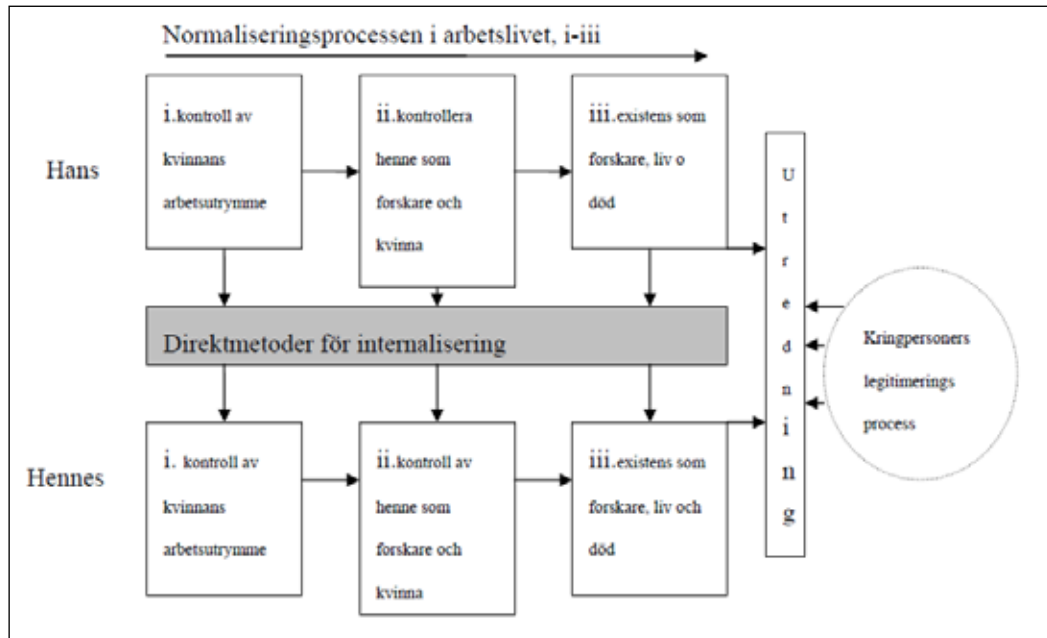 Normaliseringsprocessen i arbetslivet, i-iii
Hans
i.kontroll av
kvinnans
arbetsutrymme
ii.kontrollera
henne som
forskare och
kvinna
iii.existens som
forskare, liv o
död
Direktmetoder för internalisering
Hennes
i. kontroll av
kvinnans
arbetsutrymme
ii.kontroll av
henne som
forskare och
kvinna
iii.existens som
forskare, liv och
död
U
t
r
e
d
n
i
n
g
Kringpersoners
legitimerings
process